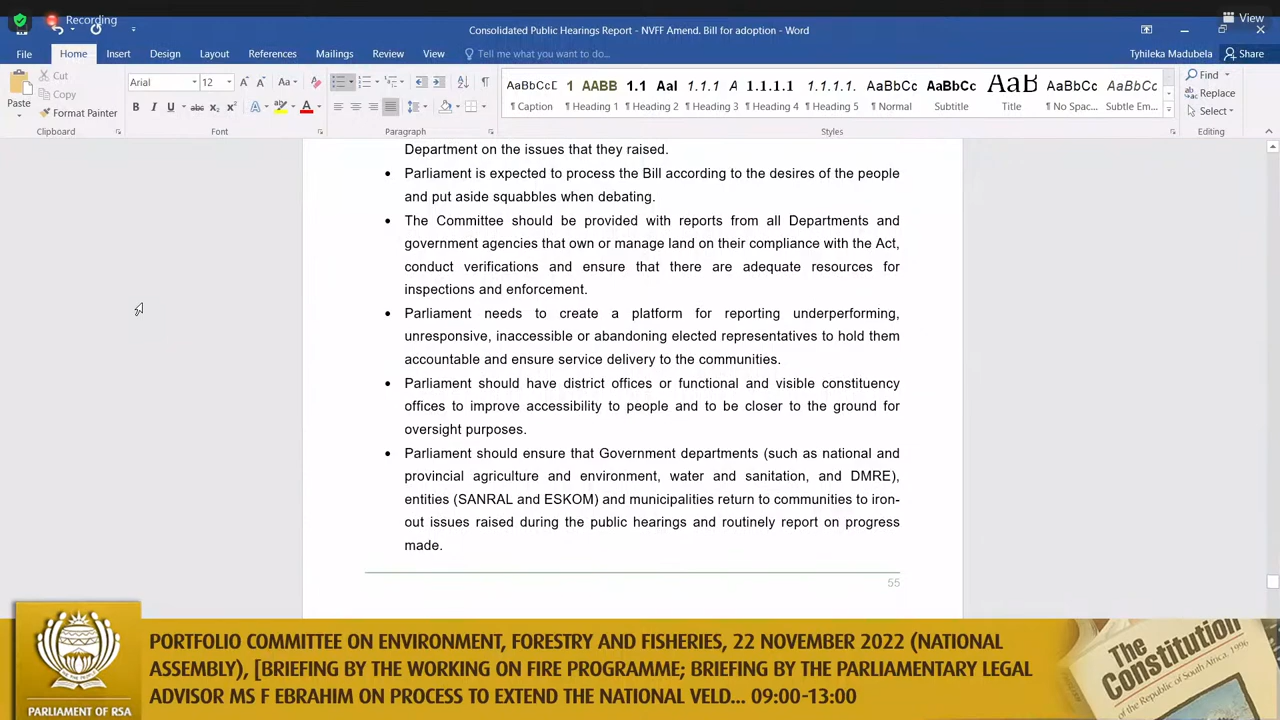 Recording
View
Consolidated Public Hearings Report - NVFF Amend. Bill for adoption - Word
File Home Insert Design Layout References Mailings Review View Tell me what you want to do... Tyhileka Madubela Share
Paste
Cut
Copy
Format Painter
Clipboard
Arial 12
Font
Paragraph
AaBbCcI 1 AABB 1.1 AaI 1.1.1 A 1.1.1.1 1.1.1.1. AaBbCc AaBbCc AaB AaBbCc AaBbCc
¶ Caption ¶ Heading 1 ¶ Heading 2 ¶ Heading 3 ¶ Heading 4 ¶ Heading 5 ¶ Normal Subtitle Title ¶ No Spac... Subtle Em...
Styles
Find
Replace
Select
Editing
Department on the issues that they raised.
• Parliament is expected to process the Bill according to the desires of the people
and put aside squabbles when debating.
• The Committee should be provided with reports from all Departments and
government agencies that own or manage land on their compliance with the Act,
conduct verifications and ensure that there are adequate resources for
inspections and enforcement.
• Parliament needs to create a platform for reporting underperforming,
unresponsive, inaccessible or abandoning elected representatives to hold them
accountable and ensure service delivery to the communities.
• Parliament should have district offices or functional and visible constituency
offices to improve accessibility to people and to be closer to the ground for
oversight purposes.
• Parliament should ensure that Government departments (such as national and
provincial agriculture and environment, water and sanitation, and DMRE),
entities (SANRAL and ESKOM) and municipalities return to communities to iron-
out issues raised during the public hearings and routinely report on progress
made.
55
PARLIAMENT OF RSA
PORTFOLIO COMMITTEE ON ENVIRONMENT, FORESTRY AND FISHERIES, 22 NOVEMBER 2022 (NATIONAL
ASSEMBLY), [BRIEFING BY THE WORKING ON FIRE PROGRAMME; BRIEFING BY THE PARLIAMENTARY LEGAL
ADVISOR MS F EBRAHIM ON PROCESS TO EXTEND THE NATIONAL VELD... 09:00-13:00
The
Constitution
of the Republic of South Africa, 1996